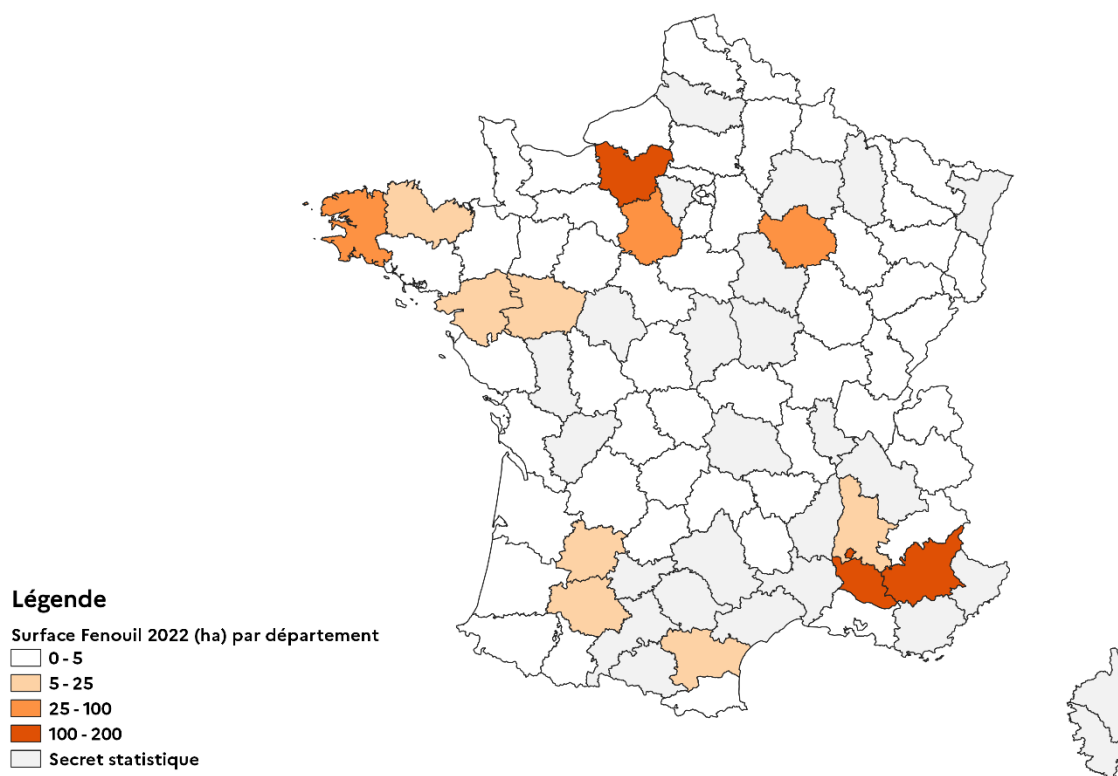 Légende
Surface Fenouil 2022 (ha) par département
0 - 5
5 - 25
25 - 100
100 - 200
Secret statistique